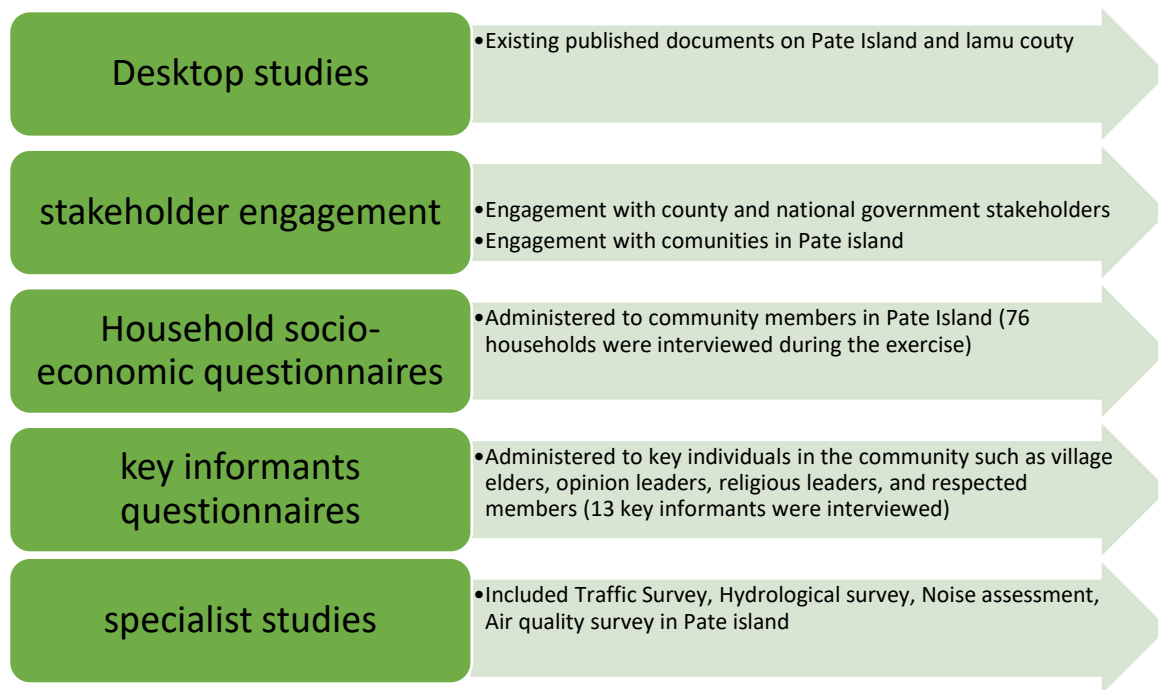 Desktop studies
•Existing published documents on Pate Island and lamu couty
stakeholder engagement
•Engagement with county and national government stakeholders
•Engagement with comunities in Pate island
Household socio-
economic questionnaires
•Administered to community members in Pate Island (76
households were interviewed during the exercise)
key informants
questionnaires
•Administered to key individuals in the community such as village
elders, opinion leaders, religious leaders, and respected
members (13 key informants were interviewed)
specialist studies
•Included Traffic Survey, Hydrological survey, Noise assessment,
Air quality survey in Pate island